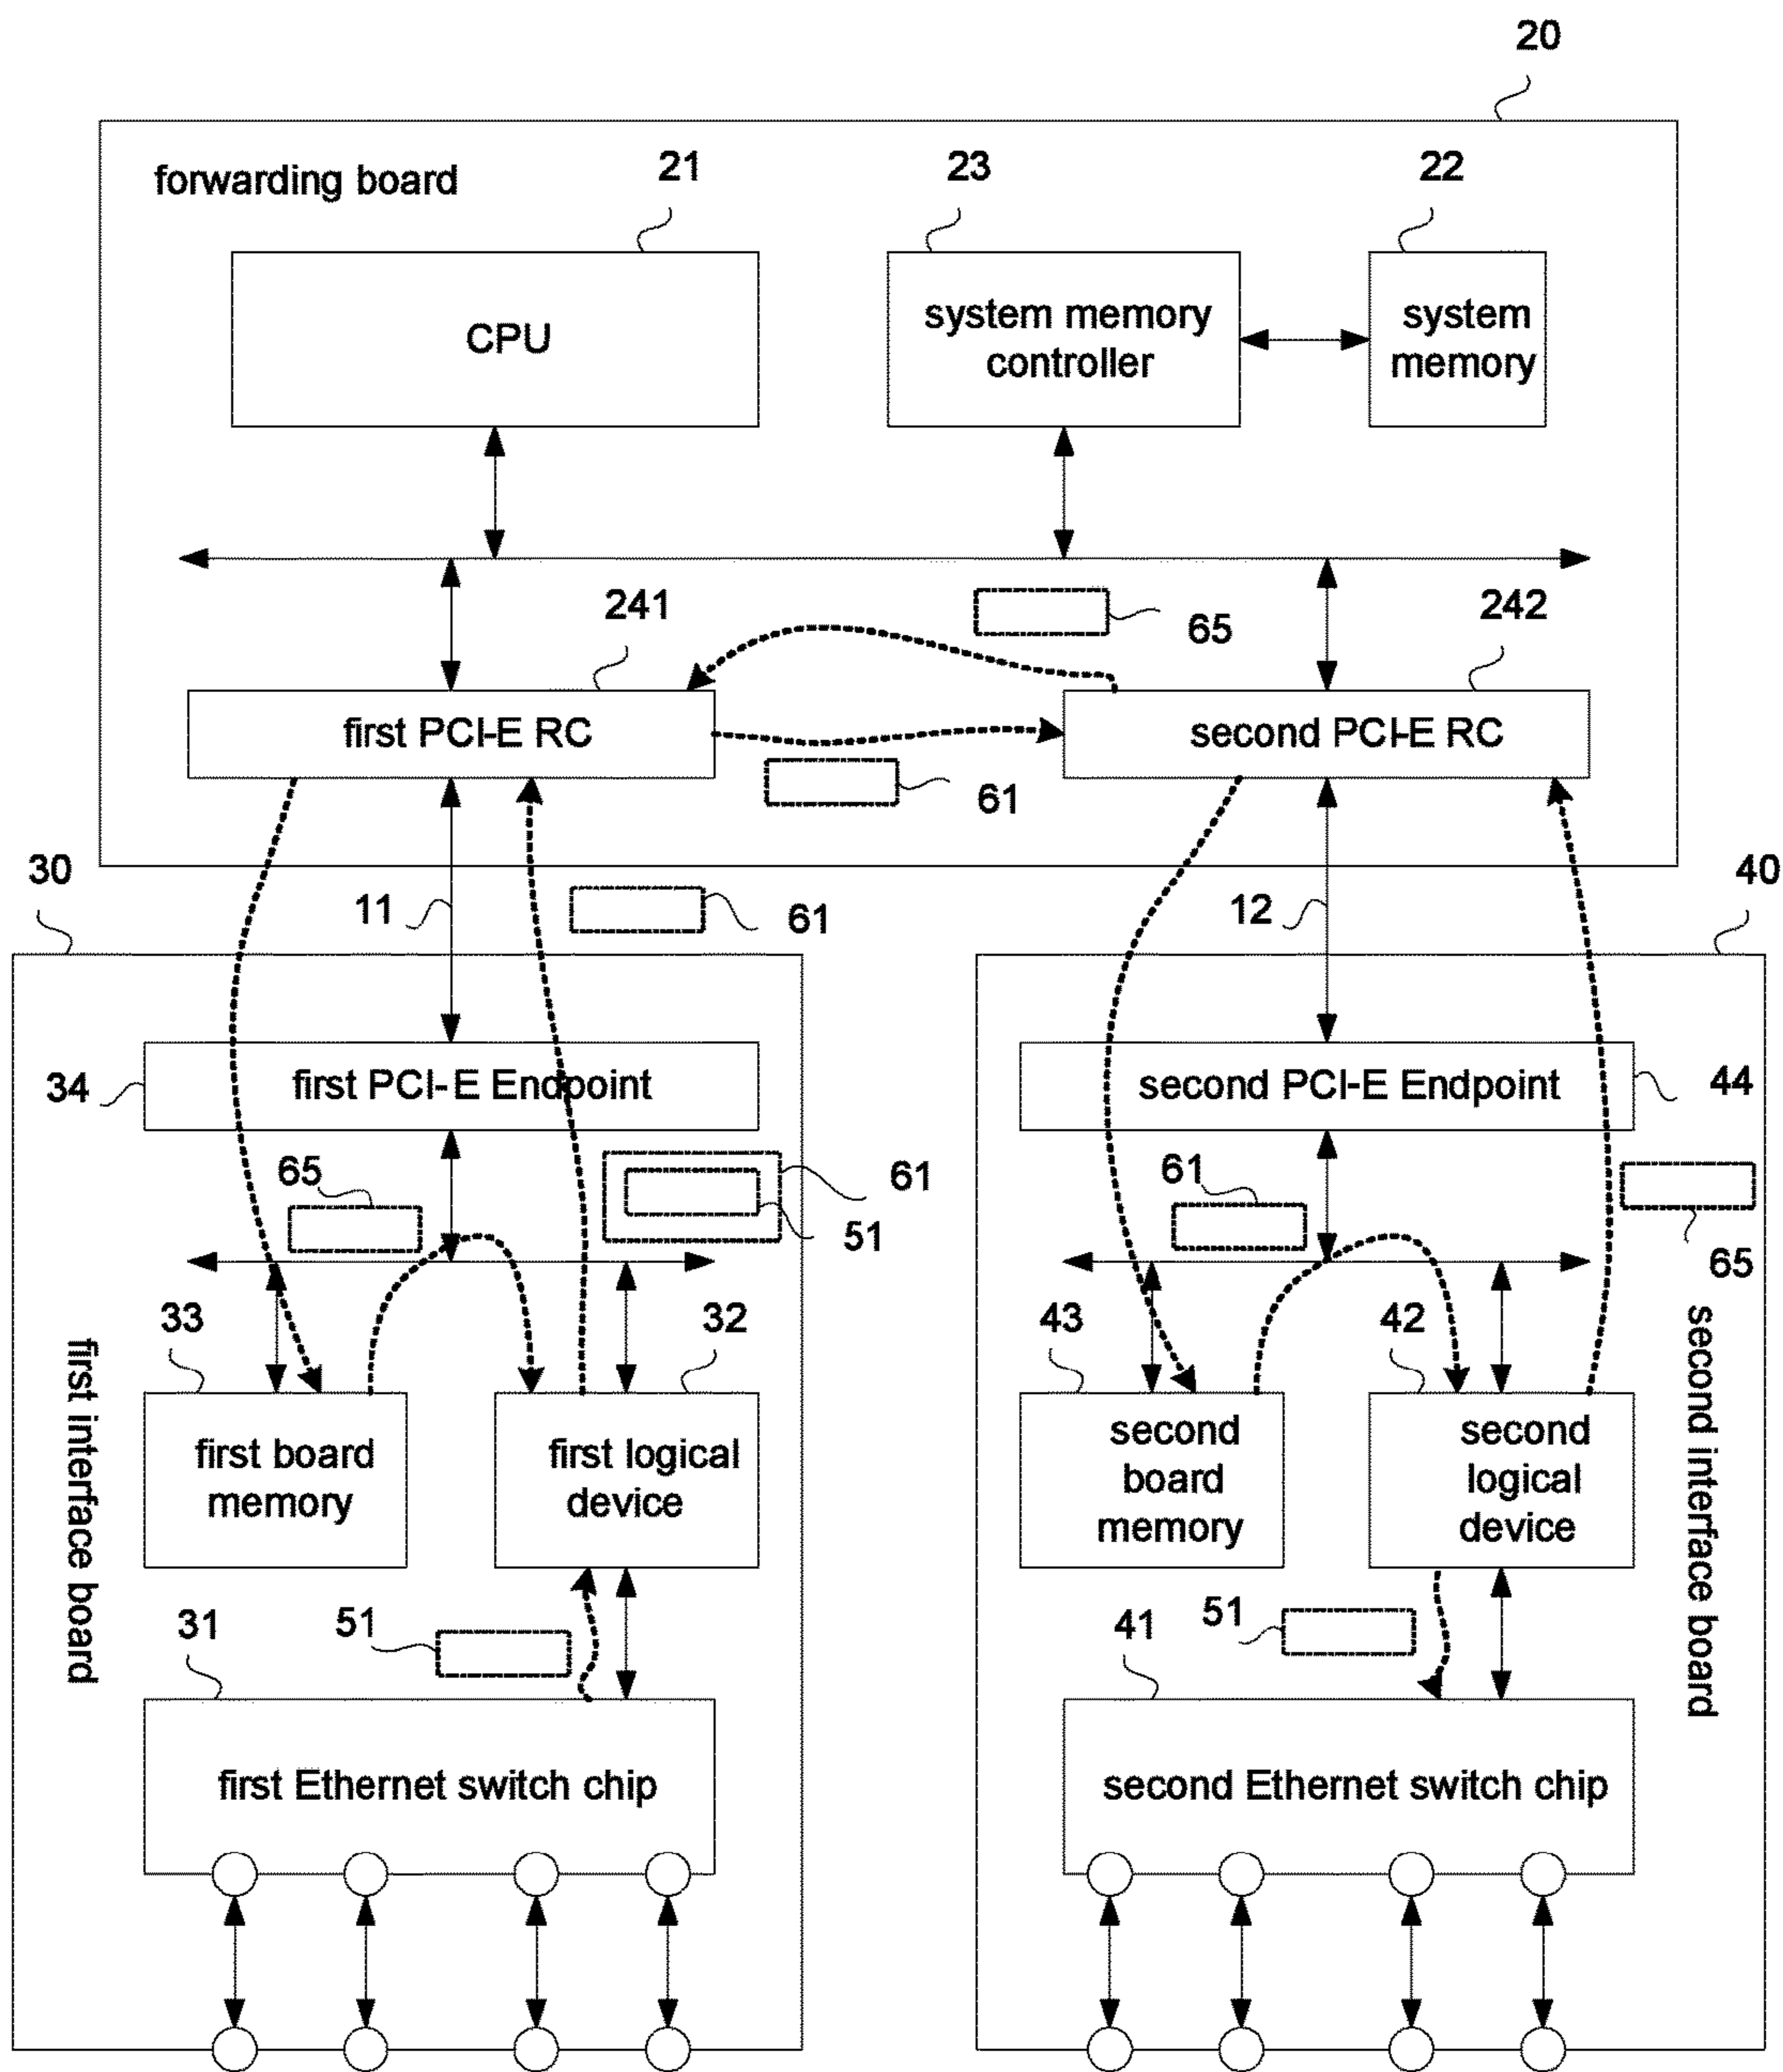 20
forwarding board
21
23
22
CPU
system memory
controller
system
memory
241
65
242
first PCI-E RC
second PCI-E RC
61
30
11
61
12
40
34
first PCI-E Endpoint
second PCI-E Endpoint
44
65
61
51
61
65
33
32
43
42
first interface board
first board
memory
first logical
device
second
board
memory
second
logical
device
second interface board
31
51
41
51
first Ethernet switch chip
second Ethernet switch chip